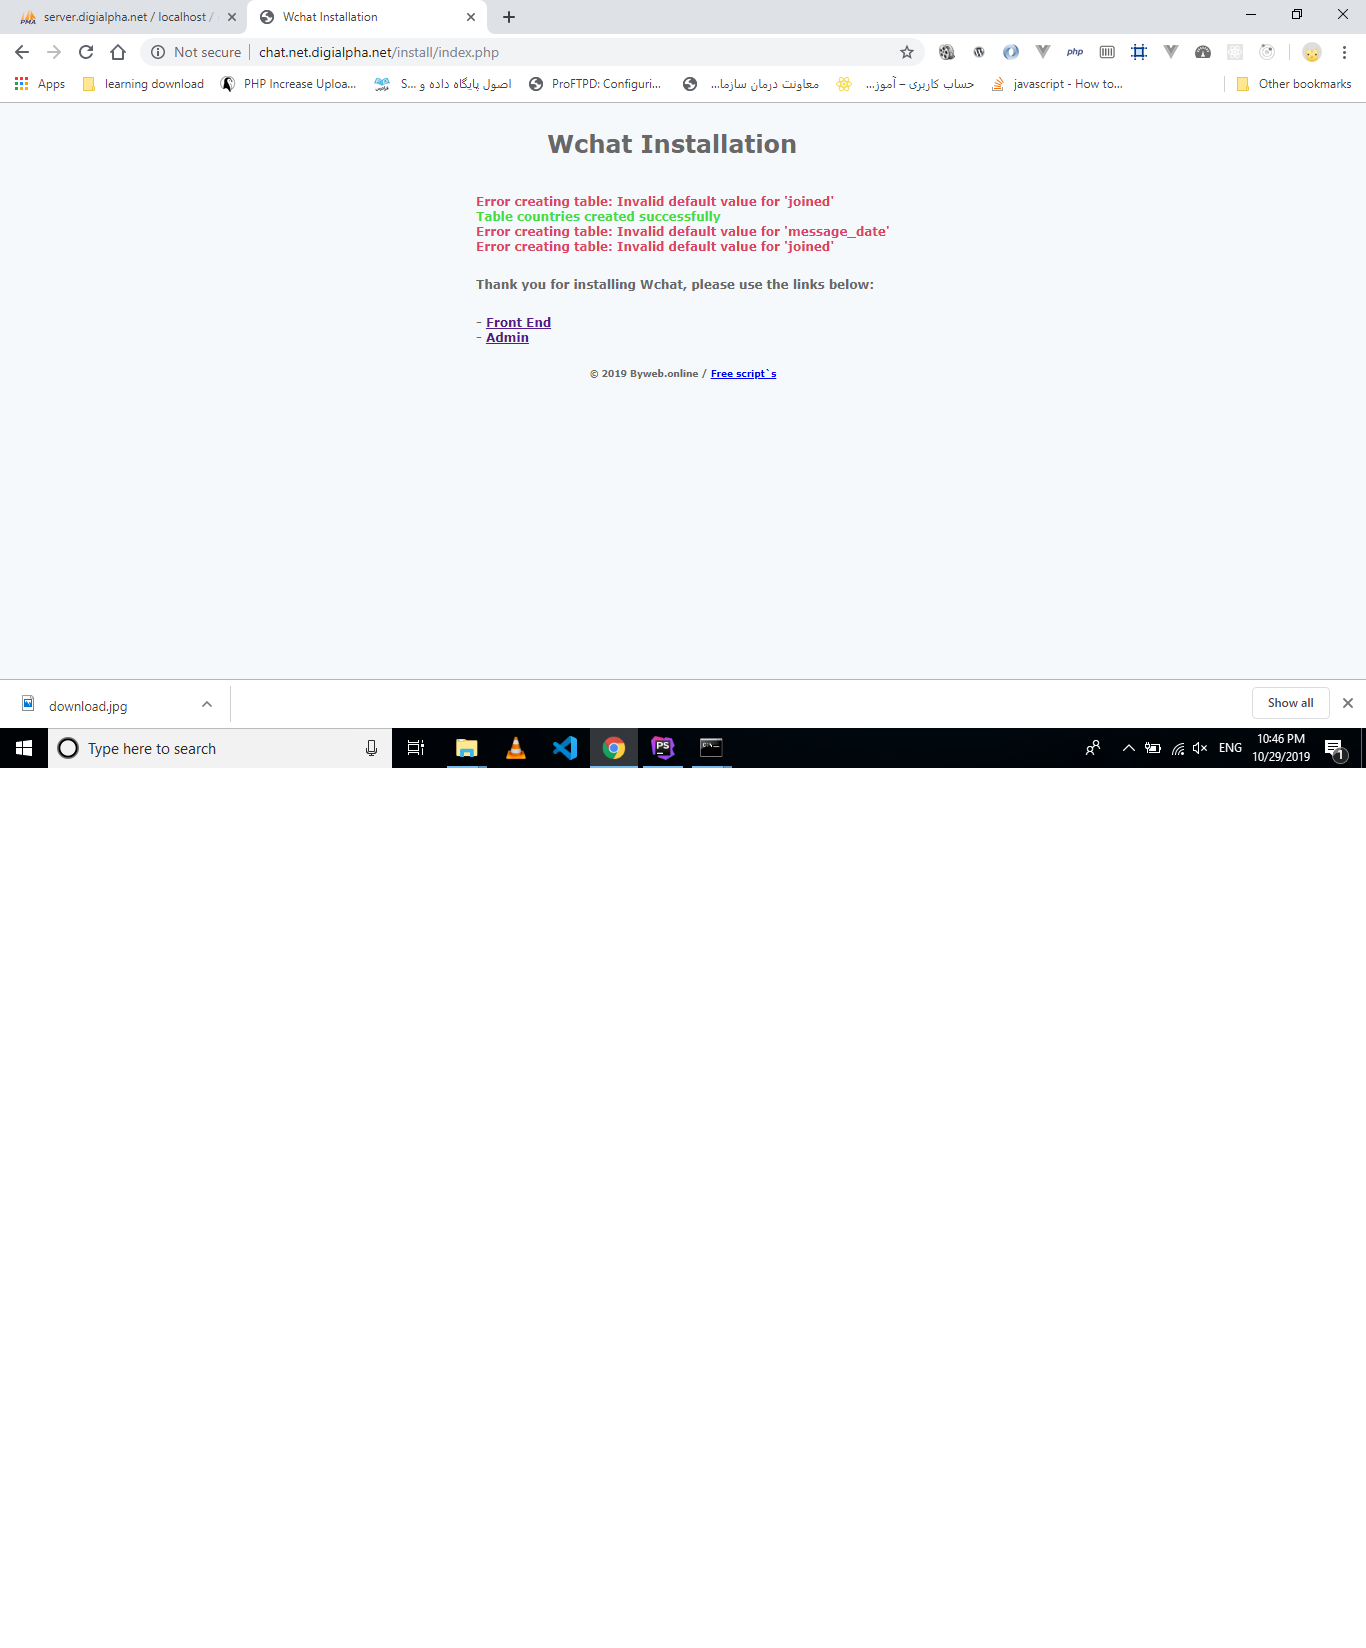 server.digialpha.net / localhost /
Wchat Installation
Not secure
chat.net.digialpha.net/install/index.php
php
Apps
learning download
PHP Increase Uploa...
اصول پایگاه داده و S...
ProFTPD: Configuri...
معاونت درمان سازما...
حساب کاربری – آموز...
javascript - How to...
Other bookmarks
Wchat Installation
Error creating table: Invalid default value for 'joined'
Table countries created successfully
Error creating table: Invalid default value for 'message_date'
Error creating table: Invalid default value for 'joined'
Thank you for installing Wchat, please use the links below:
- Front End
- Admin
© 2019 Byweb.online / Free script`s
download.jpg
Show all
Type here to search
PS
ENG
10:46 PM
10/29/2019
1